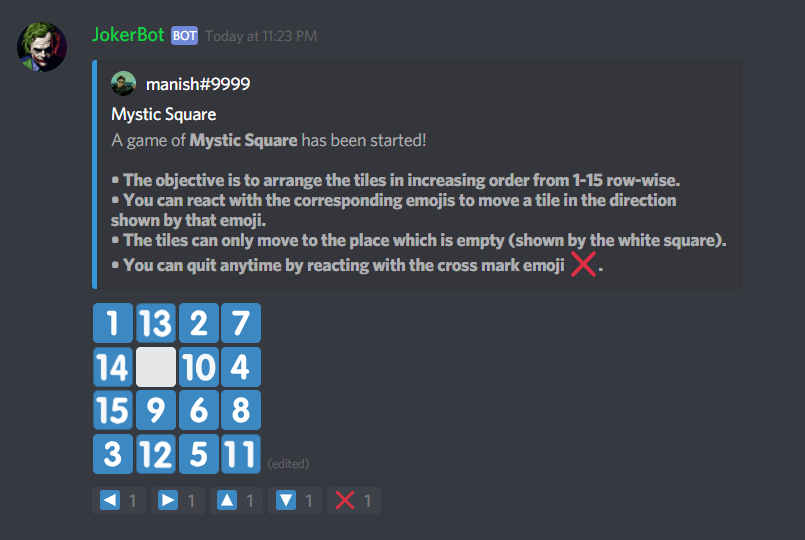 JokerBot BOT Today at 11:23 PM
manish#9999
Mystic Square
A game of Mystic Square has been started!
• The objective is to arrange the tiles in increasing order from 1-15 row-wise.
• You can react with the corresponding emojis to move a tile in the direction
shown by that emoji.
• The tiles can only move to the place which is empty (shown by the white square).
• You can quit anytime by reacting with the cross mark emoji ❌.
1 13 2 7
14 10 4
15 9 6 8
3 12 5 11 (edited)
◀ 1 ▶ 1 🔼 1 🔽 1 ❌ 1